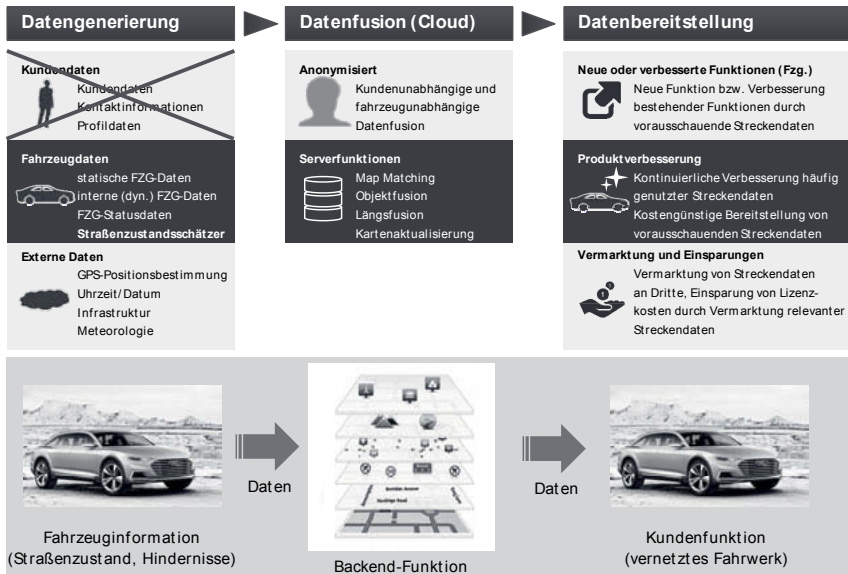 Datengenerierung
Datenfusion (Cloud)
Datenbereitstellung
Kundendaten
Kundendaten
Kontaktinformationen
Profildaten
Fahrzeugdaten
statische FZG-Daten
interne (dyn.) FZG-Daten
FZG-Statusdaten
Straßenzustandsschätzer
Externe Daten
GPS-Positionsbestimmung
Uhrzeit/Datum
Infrastruktur
Meteorologie
Anonymisiert
Kundenunabhängige und
fahrzeugunabhängige
Datenfusion
Serverfunktionen
Map Matching
Objektfusion
Längsfusion
Kartenaktualisierung
Neue oder verbesserte Funktionen (Fzg.)
Neue Funktion bzw. Verbesserung
bestehender Funktionen durch
vorausschauende Streckendaten
Produktverbesserung
Kontinuierliche Verbesserung häufig
genutzter Streckendaten
Kostengünstige Bereitstellung von
vorausschauenden Streckendaten
Vermarktung und Einsparungen
Vermarktung von Streckendaten
an Dritte, Einsparung von Lizenz-
kosten durch Vermarktung relevanter
Streckendaten
Daten
Daten
Fahrzeuginformation
(Straßenzustand, Hindernisse)
Backend-Funktion
Kundenfunktion
(vernetztes Fahrwerk)